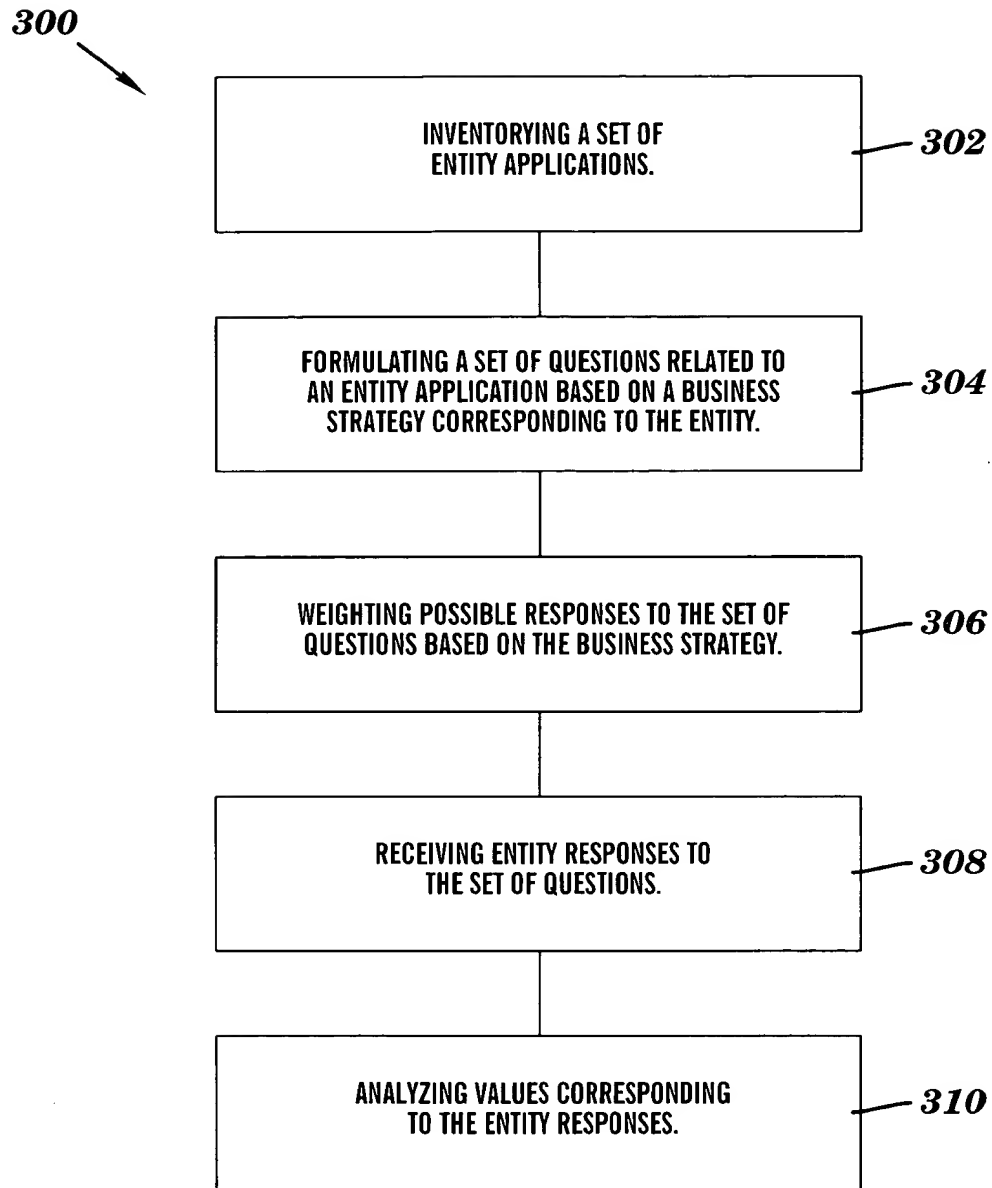 300
INVENTORYING A SET OF
ENTITY APPLICATIONS.
302
FORMULATING A SET OF QUESTIONS RELATED TO
AN ENTITY APPLICATION BASED ON A BUSINESS
STRATEGY CORRESPONDING TO THE ENTITY.
304
WEIGHTING POSSIBLE RESPONSES TO THE SET OF
QUESTIONS BASED ON THE BUSINESS STRATEGY.
306
RECEIVING ENTITY RESPONSES TO
THE SET OF QUESTIONS.
308
ANALYZING VALUES CORRESPONDING
TO THE ENTITY RESPONSES.
310